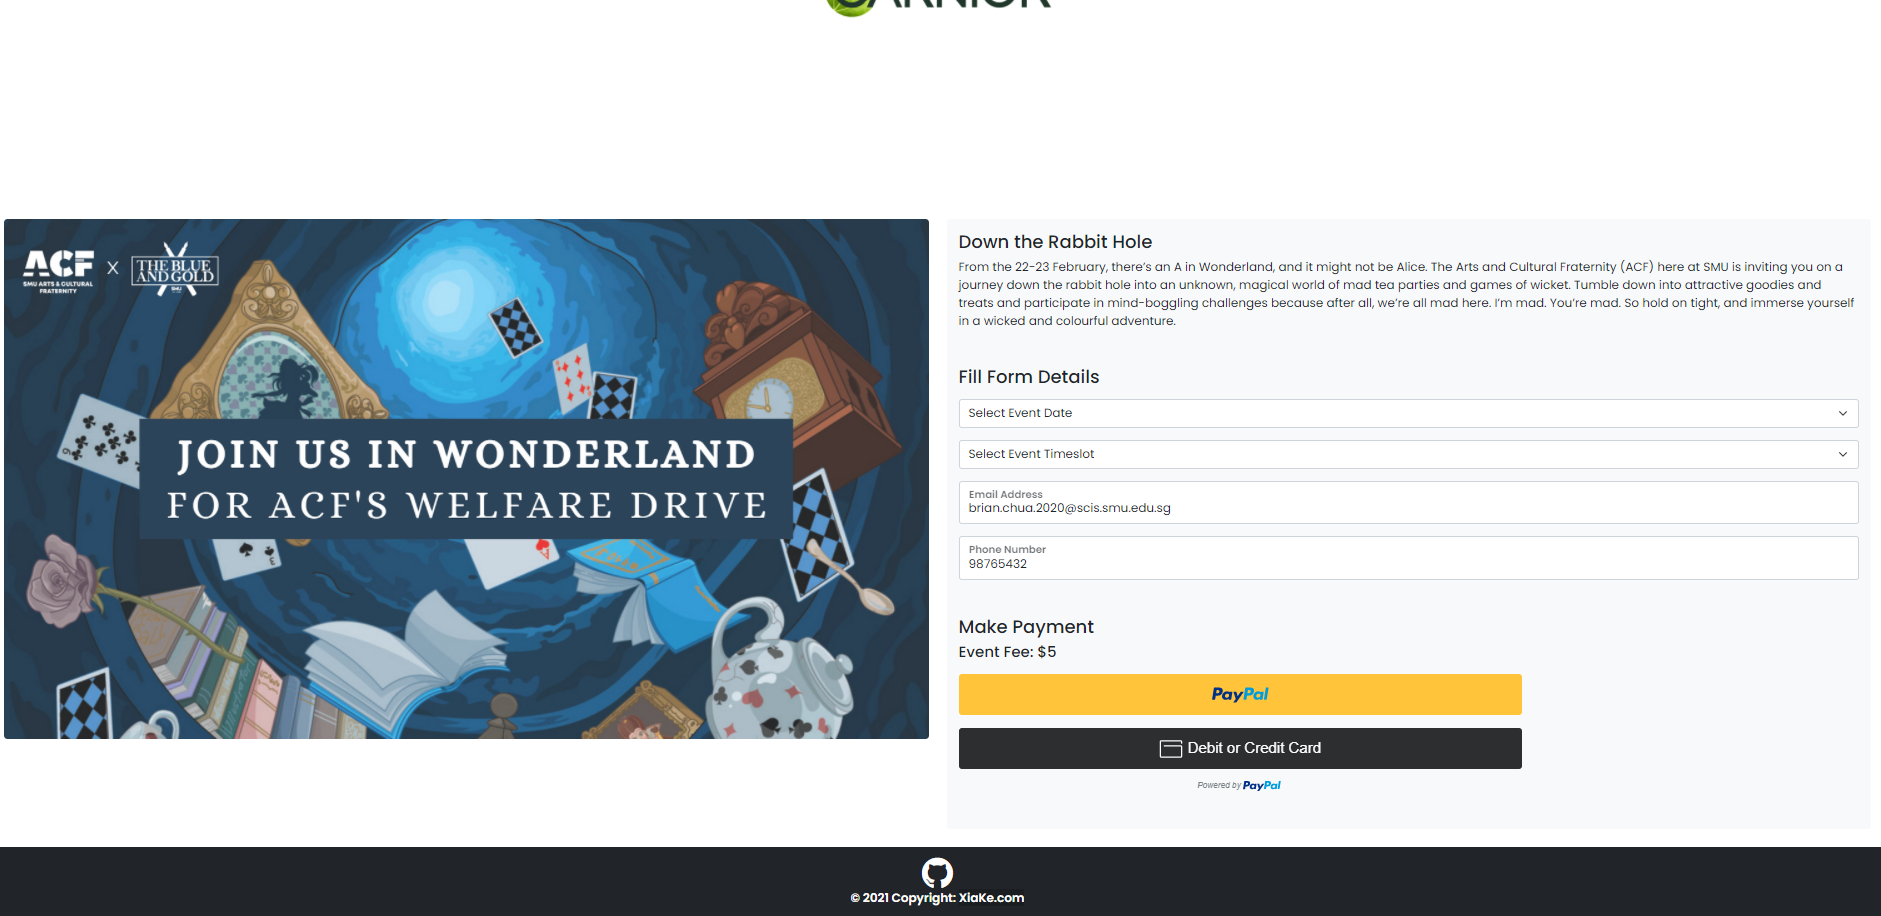 GARNIER
ACF
SMU ARTS & CULTURAL
FRATERNITY
X
THE BLUE
AND GOLD
SMU
JOIN US IN WONDERLAND
FOR ACF'S WELFARE DRIVE
Down the Rabbit Hole
From the 22-23 February, there's an A in Wonderland, and it might not be Alice. The Arts and Cultural Fraternity (ACF) here at SMU is inviting you on a
journey down the rabbit hole into an unknown, magical world of mad tea parties and games of wicket. Tumble down into attractive goodies and
treats and participate in mind-boggling challenges because after all, we're all mad here. I'm mad. You're mad. So hold on tight, and immerse yourself
in a wicked and colourful adventure.
Fill Form Details
Select Event Date
Select Event Timeslot
Email Address
brian.chua.2020@scis.smu.edu.sg
Phone Number
98765432
Make Payment
Event Fee: $5
PayPal
Debit or Credit Card
Powered by PayPal
© 2021 Copyright: XiaKe.com